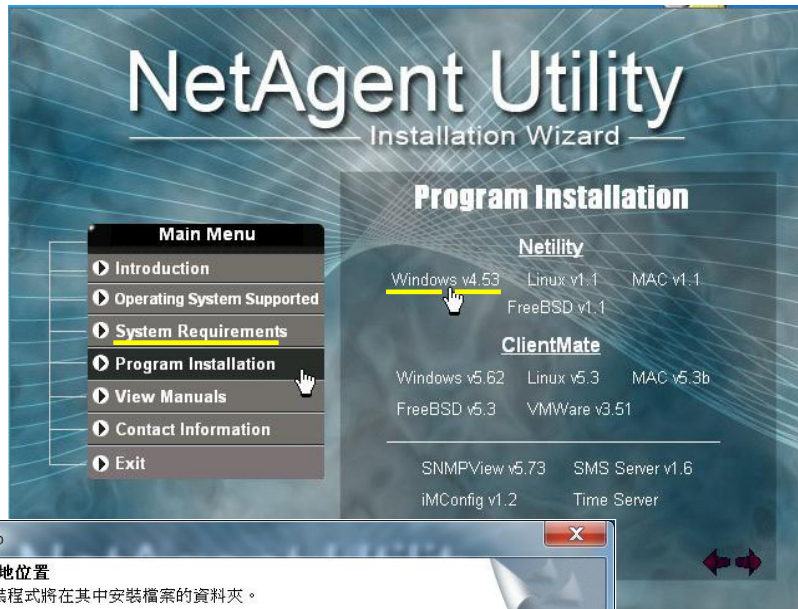 NetAgent Utility
Installation Wizard
Main Menu
Introduction
Operating System Supported
System Requirements
Program Installation
View Manuals
Contact Information
Exit
Program Installation
Netility
Windows v4.53 Linux v1.1 MAC v1.1
FreeBSD v1.1
ClientMate
Windows v5.62 Linux v5.3 MAC v5.3b
FreeBSD v5.3 VMWare v3.51
SNMPView v5.73 SMS Server v1.6
iMConfig v1.2 Time Server
地位置
程式將在其中安裝檔案的資料夾。